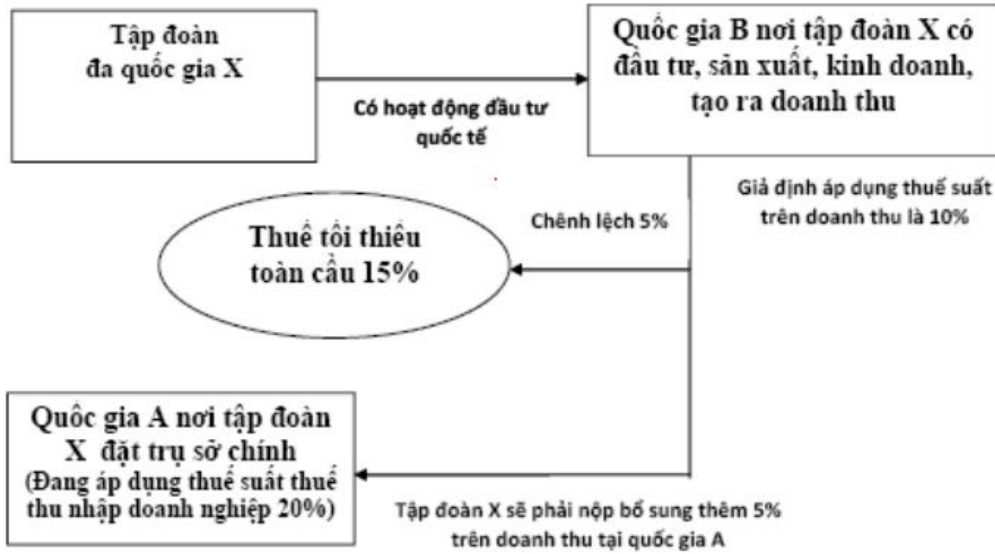 Tập đoàn
đa quốc gia X
Có hoạt động đầu tư
quốc tế
Quốc gia B nơi tập đoàn X có
đầu tư, sản xuất, kinh doanh,
tạo ra doanh thu
Giả định áp dụng thuế suất
trên doanh thu là 10%
Chênh lệch 5%
Thuế tối thiểu
toàn cầu 15%
Quốc gia A nơi tập đoàn
X đặt trụ sở chính
(Đang áp dụng thuế suất thuế
thu nhập doanh nghiệp 20%)
Tập đoàn X sẽ phải nộp bổ sung thêm 5%
trên doanh thu tại quốc gia A